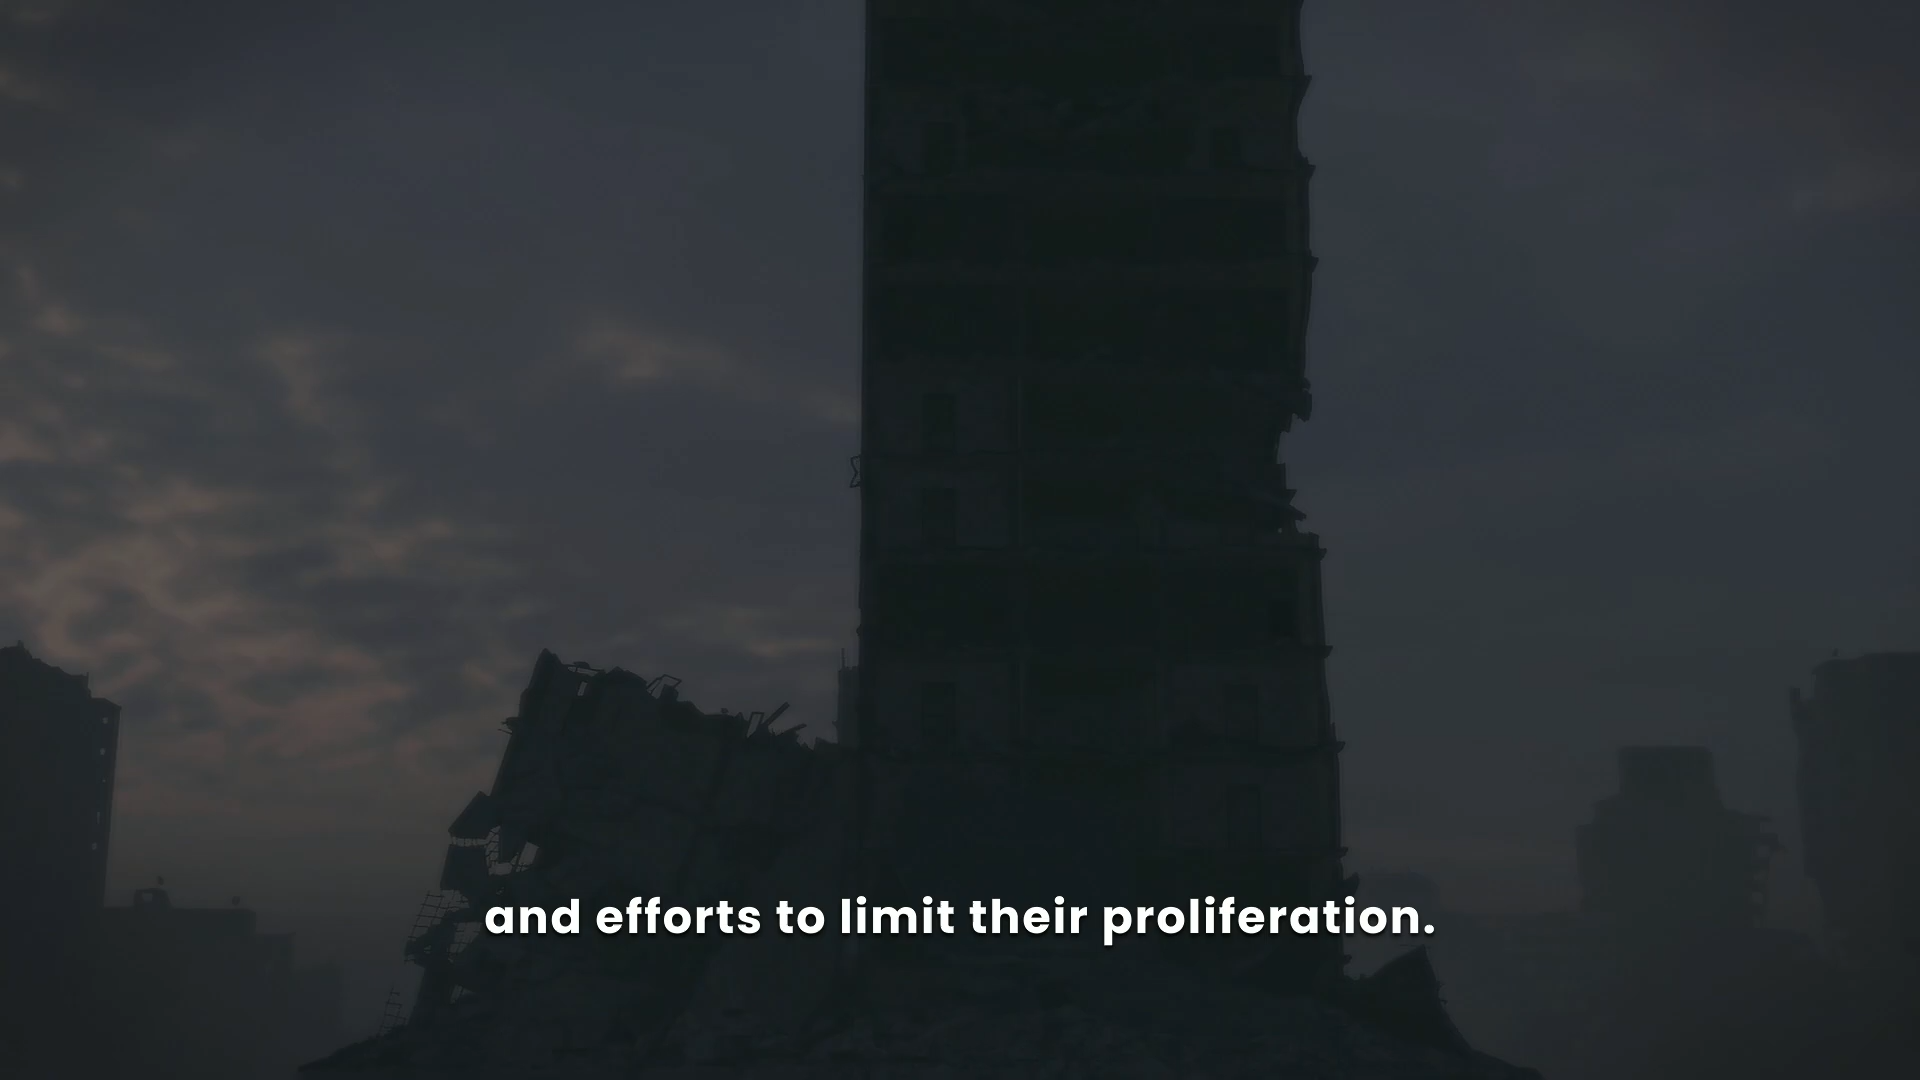 and efforts to limit their proliferation.